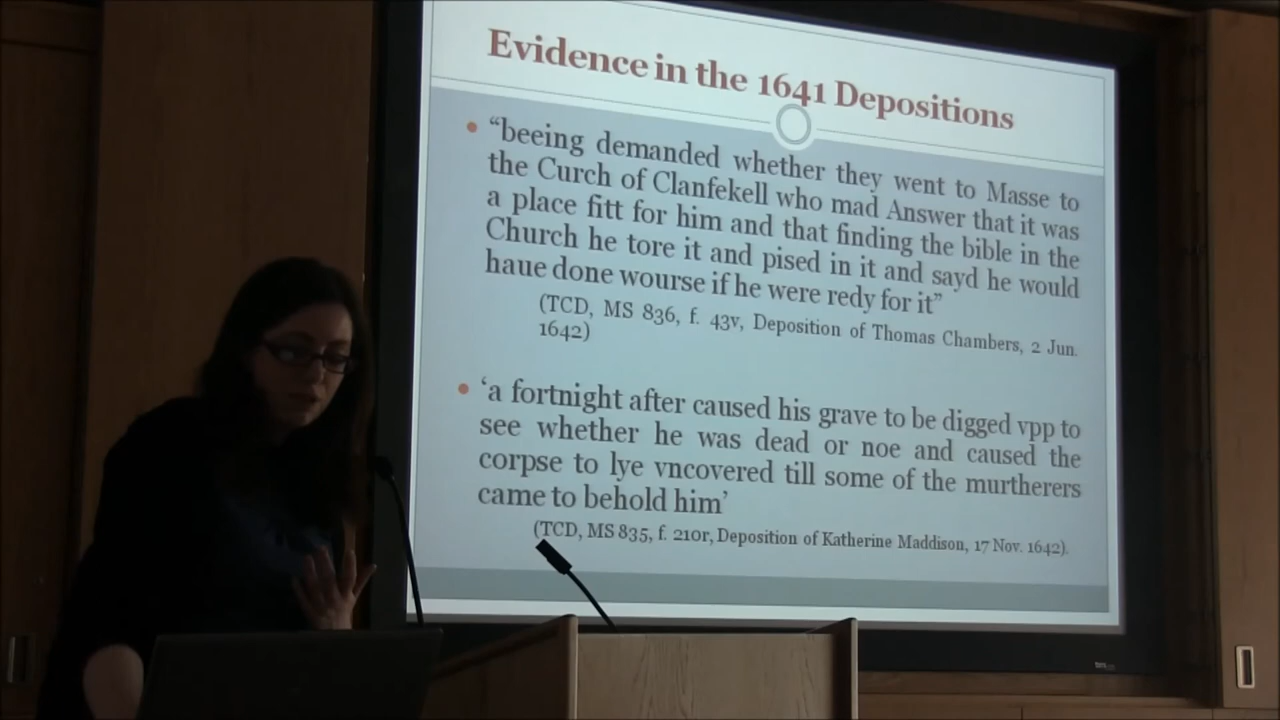 Evidence in the 1641 Depositions
“beeing demanded whether they went to Masse to
the Curch of Clanfekell who mad Answer that it was
a place fitt for him and that finding the bible in the
Church he tore it and pised in it and sayd he would
haue done wourse if he were redy for it”
(TCD, MS 836, f. 43v, Deposition of Thomas Chambers, 2 Jun.
1642)
‘a fortnight after caused his grave to be digged vpp to
see whether he was dead or noe and caused the
corpse to lye vncovered till some of the murtherers
came to behold him’
(TCD, MS 835, f. 210r, Deposition of Katherine Maddison, 17 Nov. 1642).